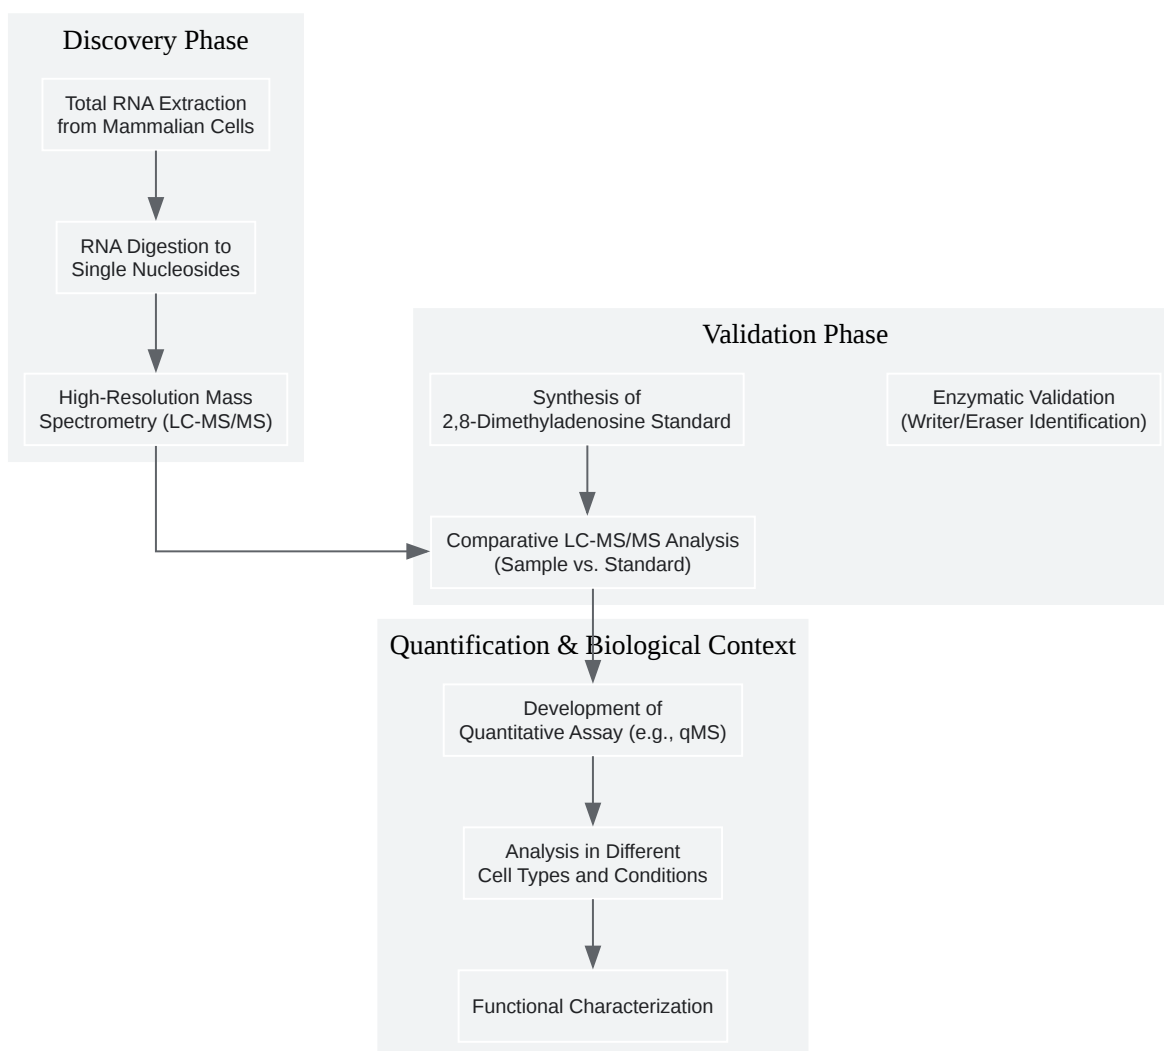 Discovery Phase
Total RNA Extraction
from Mammalian Cells
RNA Digestion to
Single Nucleosides
High-Resolution Mass
Spectrometry (LC-MS/MS)
Validation Phase
Synthesis of
2,8-Dimethyladenosine Standard
Enzymatic Validation
(Writer/Eraser Identification)
Comparative LC-MS/MS Analysis
(Sample vs. Standard)
Quantification & Biological Context
Development of
Quantitative Assay (e.g., qMS)
Analysis in Different
Cell Types and Conditions
Functional Characterization